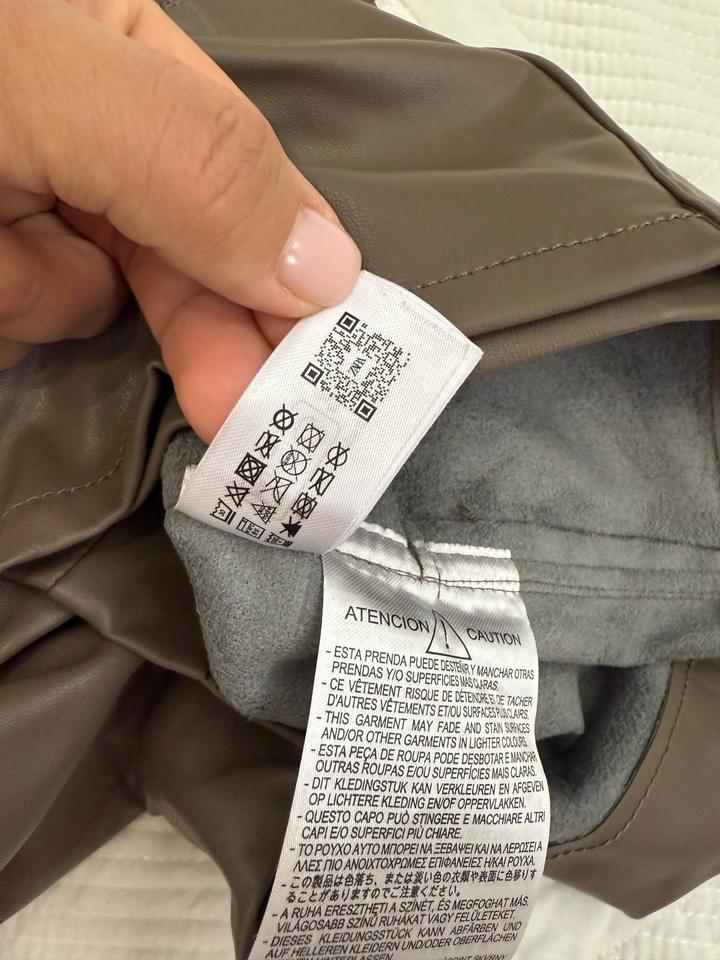 ATENCION CAUTION
- ESTA PRENDA PUEDE DESTEÑIR Y MANCHAR OTRAS
PRENDAS Y/O SUPERFICIES MAS CLARAS.
- CE VÊTEMENT RISQUE DE DÉTEINDRE DE TACHER
D'AUTRES VÊTEMENTS ET/OU SURFACES PLUS CLAIRS.
- THIS GARMENT MAY FADE AND STAIN SURFACES
AND/OR OTHER GARMENTS IN LIGHTER COLOURS.
- ESTA PEÇA DE ROUPA PODE DESBOTAR E MANCHAR
OUTRAS ROUPAS E/OU SUPERFÍCIES MAIS CLARAS.
- DIT KLEDINGSTUK KAN VERKLEUREN EN AFGEVEN
OP LICHTERE KLEDING EN/OF OPPERVLAKKEN.
- QUESTO CAPO PUÒ STINGERE E MACCHIARE ALTRI
CAPI E/O SUPERFICI PIÙ CHIARE.
- ΤΟ ΡΟΥΧΟ ΑΥΤΟ ΜΠΟΡΕΙ ΝΑ ΞΕΒΑΨΕΙ ΚΑΙ ΝΑ ΛΕΡΩΣΕΙ Α
ΛΛΕΣ ΠΙΟ ΑΝΟΙΧΤΟΧΡΩΜΕΣ ΕΠΙΦΑΝΕΙΕΣ Ή/ΚΑΙ ΡΟΥΧΑ.
- この製品は色落ち、または淡い色の衣類や表面に色移りす
ることがありますのでご注意ください。
- A RUHA ERESZTHETI A SZÍNÉT, ÉS MEGFOGHAT MÁS,
VILÁGOSABB SZÍNŰ RUHÁKAT VAGY FELÜLETEKET.
- DIESES KLEIDUNGSSTÜCK KANN ABFÄRBEN UND
AUF HELLEREN KLEIDERN UND/ODER OBERFLÄCHEN